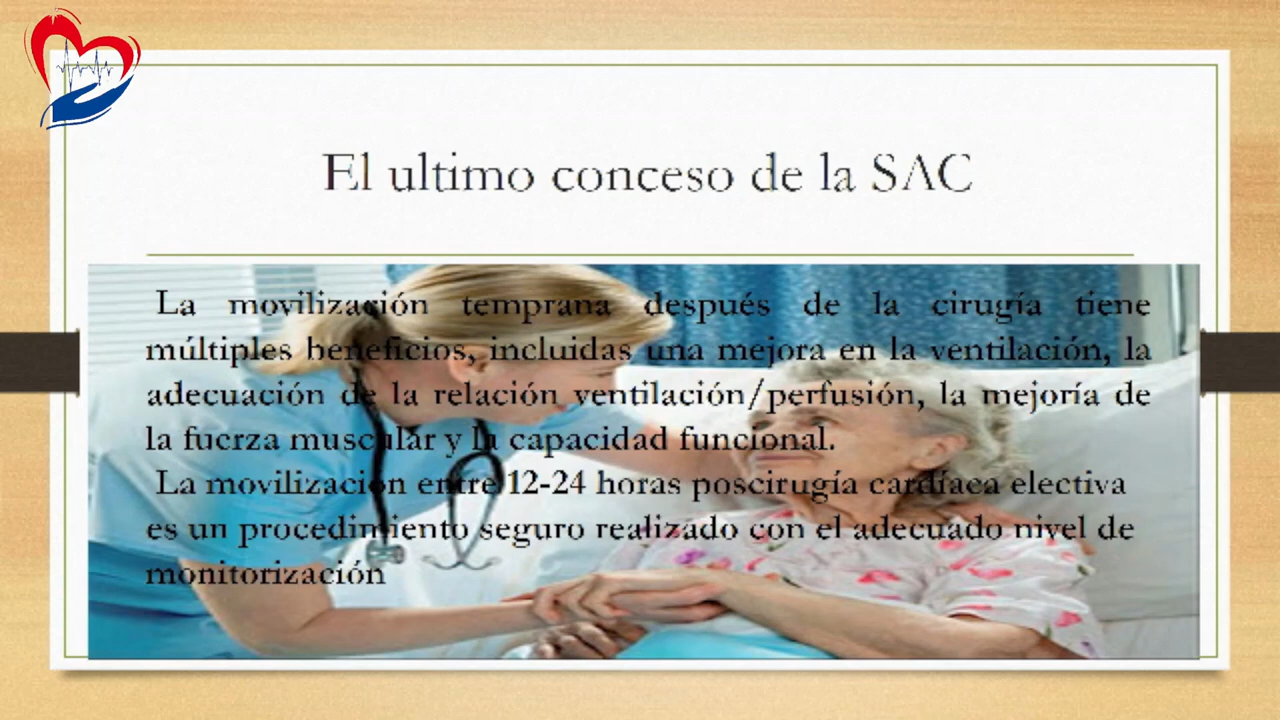 El ultimo conceso de la SAC
La movilización temprana después de la cirugía tiene
múltiples beneficios, incluidas una mejora en la ventilación, la
adecuación de la relación ventilación/perfusión, la mejoría de
la fuerza muscular y la capacidad funcional.
La movilización entre 12-24 horas poscirugía cardíaca electiva
es un procedimiento seguro realizado con el adecuado nivel de
monitorización